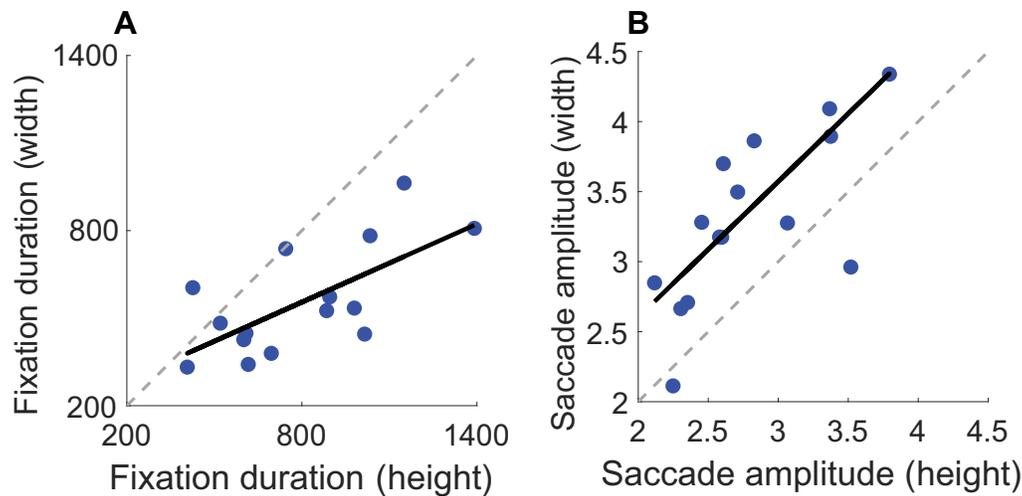 A
Fixation duration (width)
1400
800
200
200 800 1400
Fixation duration (height)
B
Saccade amplitude (width)
4.5
4
3.5
3
2.5
2
2 2.5 3 3.5 4 4.5
Saccade amplitude (height)